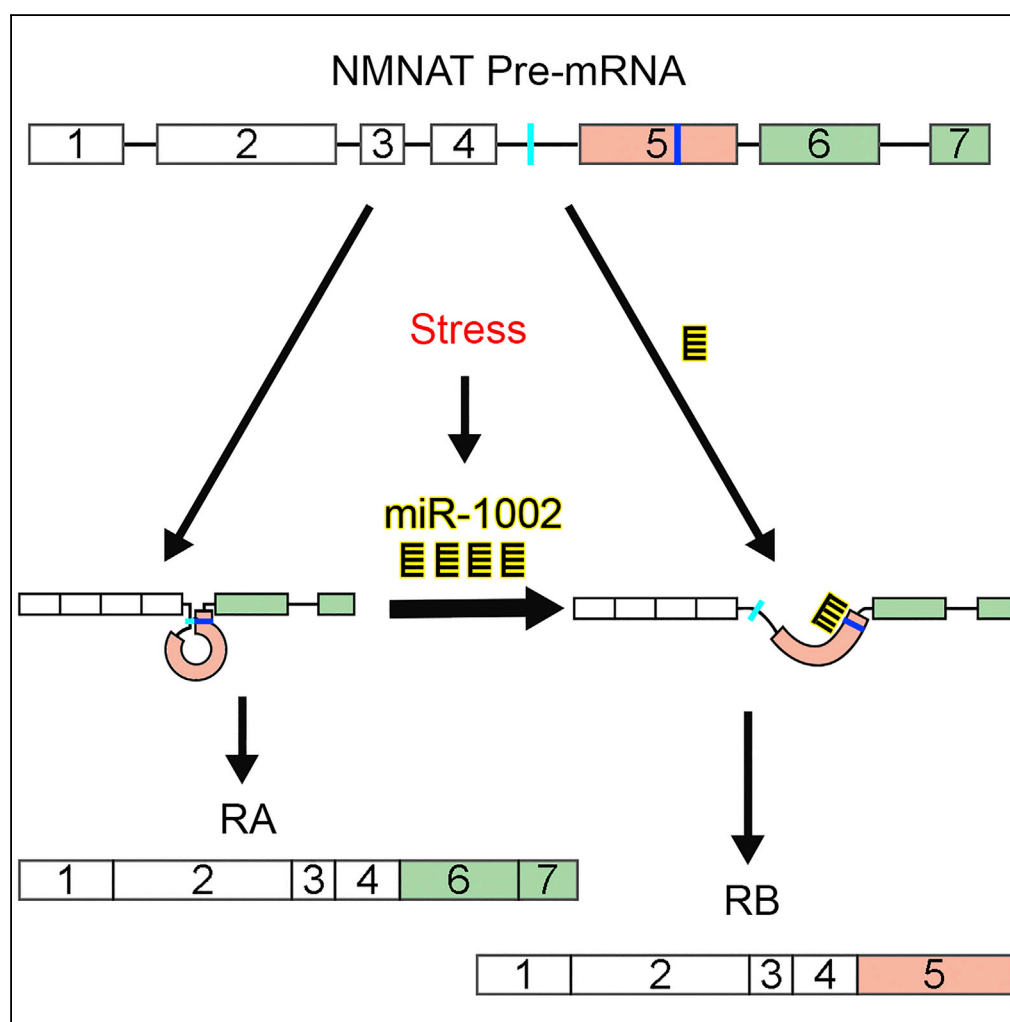 NMNAT Pre-mRNA
1 2 3 4 5 6 7
Stress
miR-1002
RA
1 2 3 4 6 7
RB
1 2 3 4 5